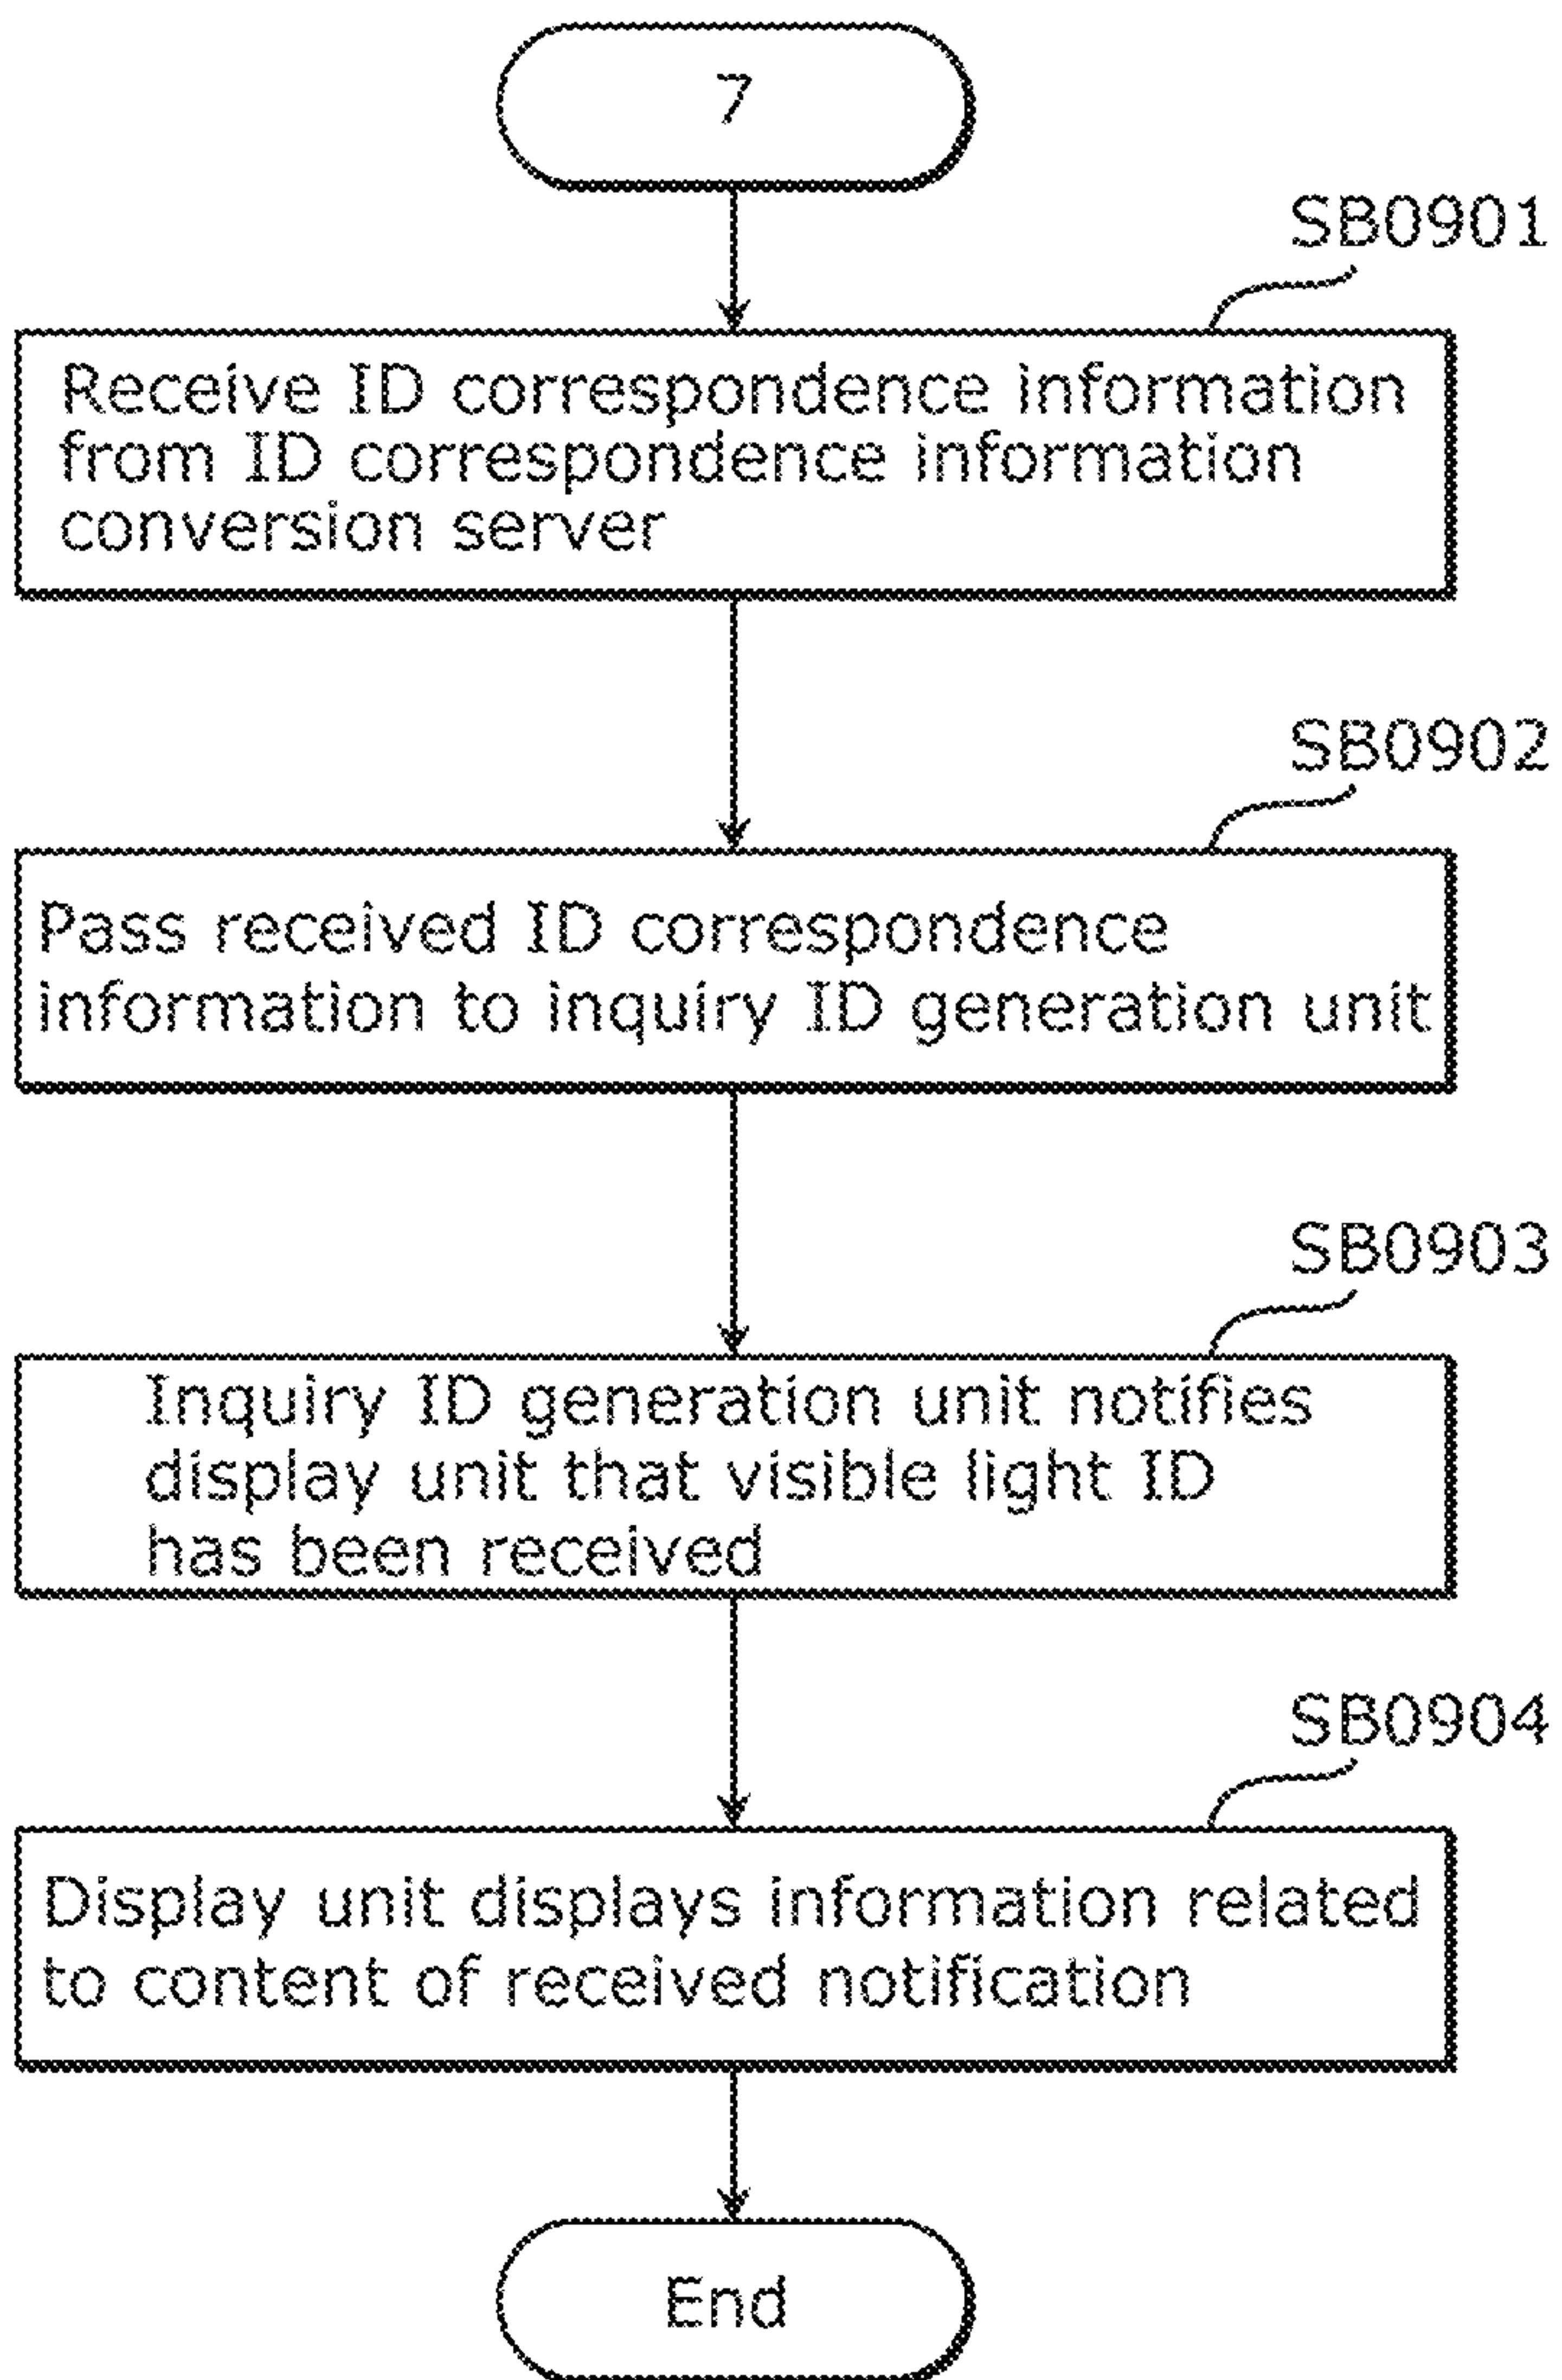 7
SB0901
Receive ID correspondence information
from ID correspondence information
conversion server
SB0902
Pass received ID correspondence
information to inquiry ID generation unit
SB0903
Inquiry ID generation unit notifies
display unit that visible light ID
has been received
SB0904
Display unit displays information related
to content of received notification
End